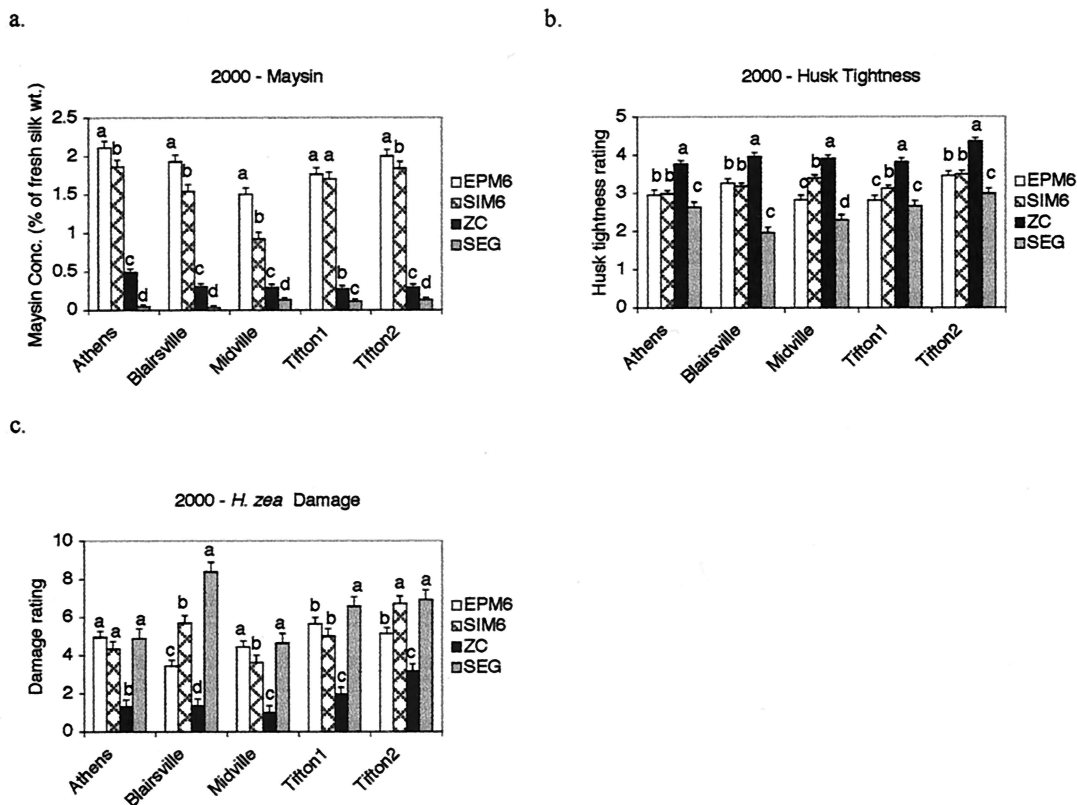 a.
2000 - Maysin
Maysin Conc. (% of fresh silk wt.)
2.5
2
1.5
1
0.5
0
a b c d
a b c d
a b c d
a a b c
a b c d
Athens
Blairsville
Midville
Tifton1
Tifton2
EPM6
SIM6
ZC
SEG
b.
2000 - Husk Tightness
Husk tightness rating
5
4
3
2
1
0
b b a c
b b a c
c b a d
c b a c
b b a c
Athens
Blairsville
Midville
Tifton1
Tifton2
EPM6
SIM6
ZC
SEG
c.
2000 - H. zea Damage
Damage rating
10
8
6
4
2
0
a a b a
c b d a
a b c a
b b c a
b a c a
Athens
Blairsville
Midville
Tifton1
Tifton2
EPM6
SIM6
ZC
SEG